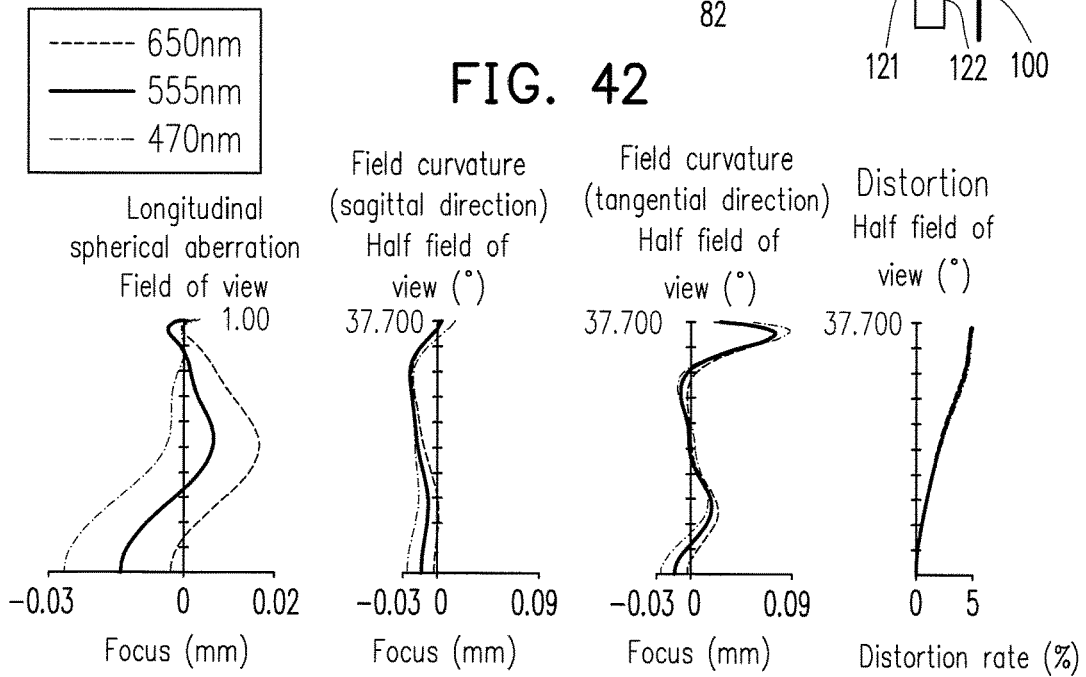 82
121 122 100
650nm
555nm
470nm
FIG. 42
Longitudinal
spherical aberration
Field of view
1.00
-0.03 0 0.02
Focus (mm)
Field curvature
(sagittal direction)
Half field of
view (°)
37.700
-0.03 0 0.09
Focus (mm)
Field curvature
(tangential direction)
Half field of
view (°)
37.700
-0.03 0 0.09
Focus (mm)
Distortion
Half field of
view (°)
37.700
0 5
Distortion rate (%)